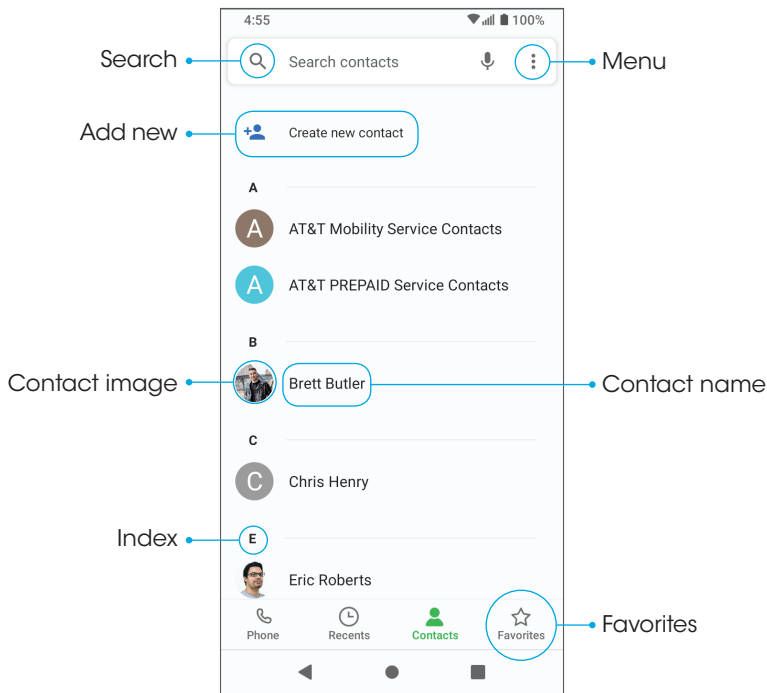 4:55
100%
Search
Search contacts
Menu
Add new
Create new contact
A
A
AT&T Mobility Service Contacts
A
AT&T PREPAID Service Contacts
B
Contact image
Brett Butler
Contact name
C
C
Chris Henry
Index
E
Eric Roberts
Phone
Recents
Contacts
Favorites
Favorites